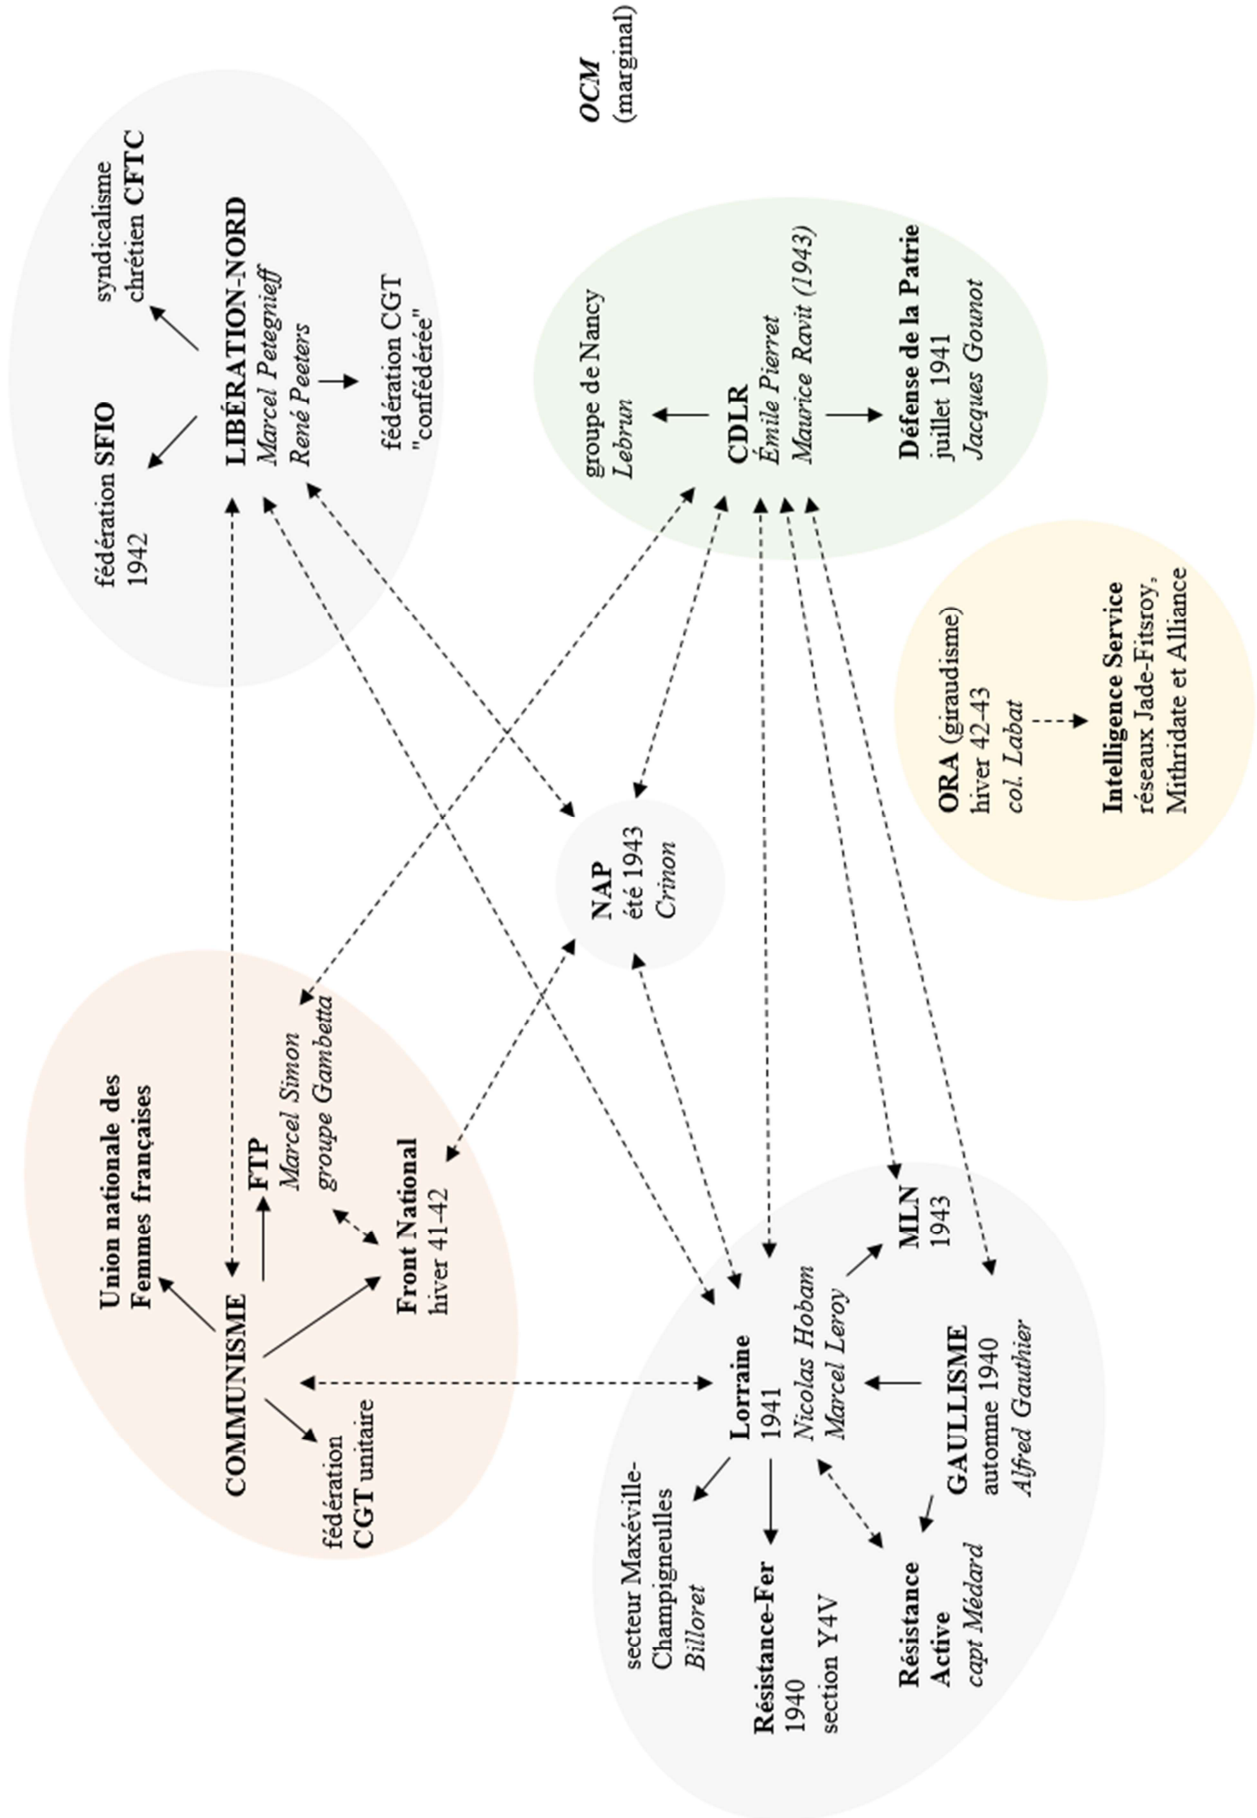 Union nationale des
Femmes françaises
COMMUNISME
FTP
Marcel Simon
groupe Gambetta
fédération
CGT unitaire
Front National
hiver 41-42
fédération SFIO
1942
syndicalisme
chrétien CFTC
LIBÉRATION-NORD
Marcel Petegnieff
René Peeters
fédération CGT
"confédérée"
NAP
été 1943
Crinon
OCM
(marginal)
secteur Maxéville-
Champigneulles
Billoret
Lorraine
1941
Nicolas Hobam
Marcel Leroy
Résistance-Fer
1940
section Y4V
MLN
1943
Résistance
Active
capt Médard
GAULLISME
automne 1940
Alfred Gauthier
groupe de Nancy
Lebrun
CDLR
Émile Pierret
Maurice Ravit (1943)
Défense de la Patrie
juillet 1941
Jacques Gounot
ORA (giraudisme)
hiver 42-43
col. Labat
Intelligence Service
réseaux Jade-Fitsroy,
Mithridate et Alliance